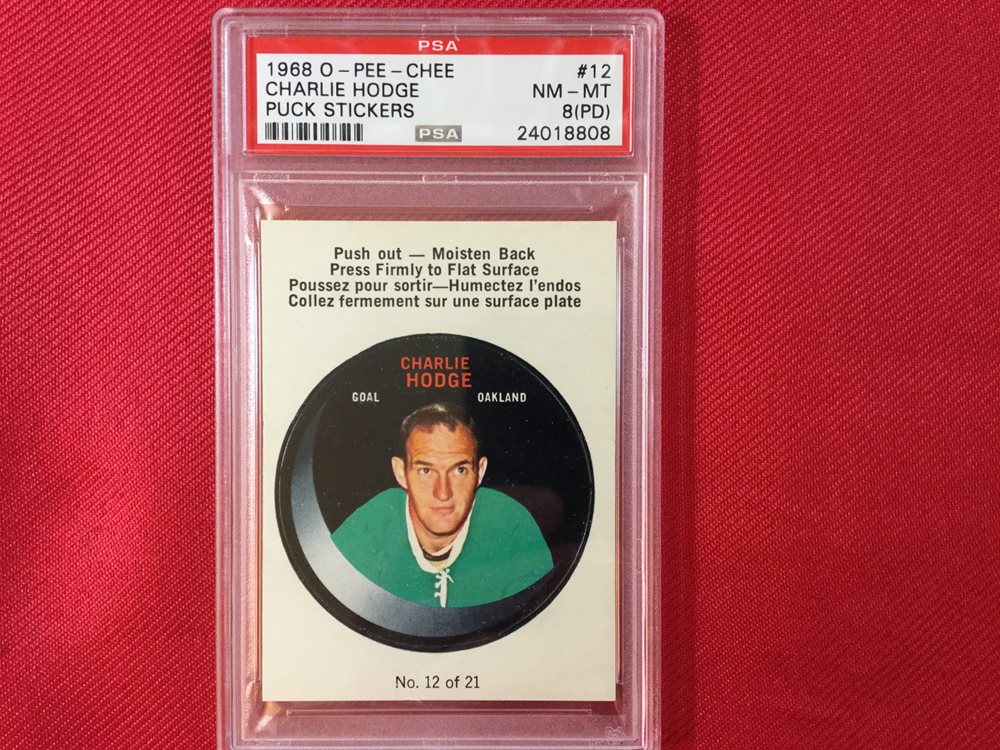 PSA
1968 O-PEE-CHEE #12
CHARLIE HODGE NM-MT
PUCK STICKERS 8(PD)
PSA 24018808
Push out — Moisten Back
Press Firmly to Flat Surface
Poussez pour sortir—Humectez l'endos
Collez fermement sur une surface plate
CHARLIE
HODGE
GOAL OAKLAND
No. 12 of 21